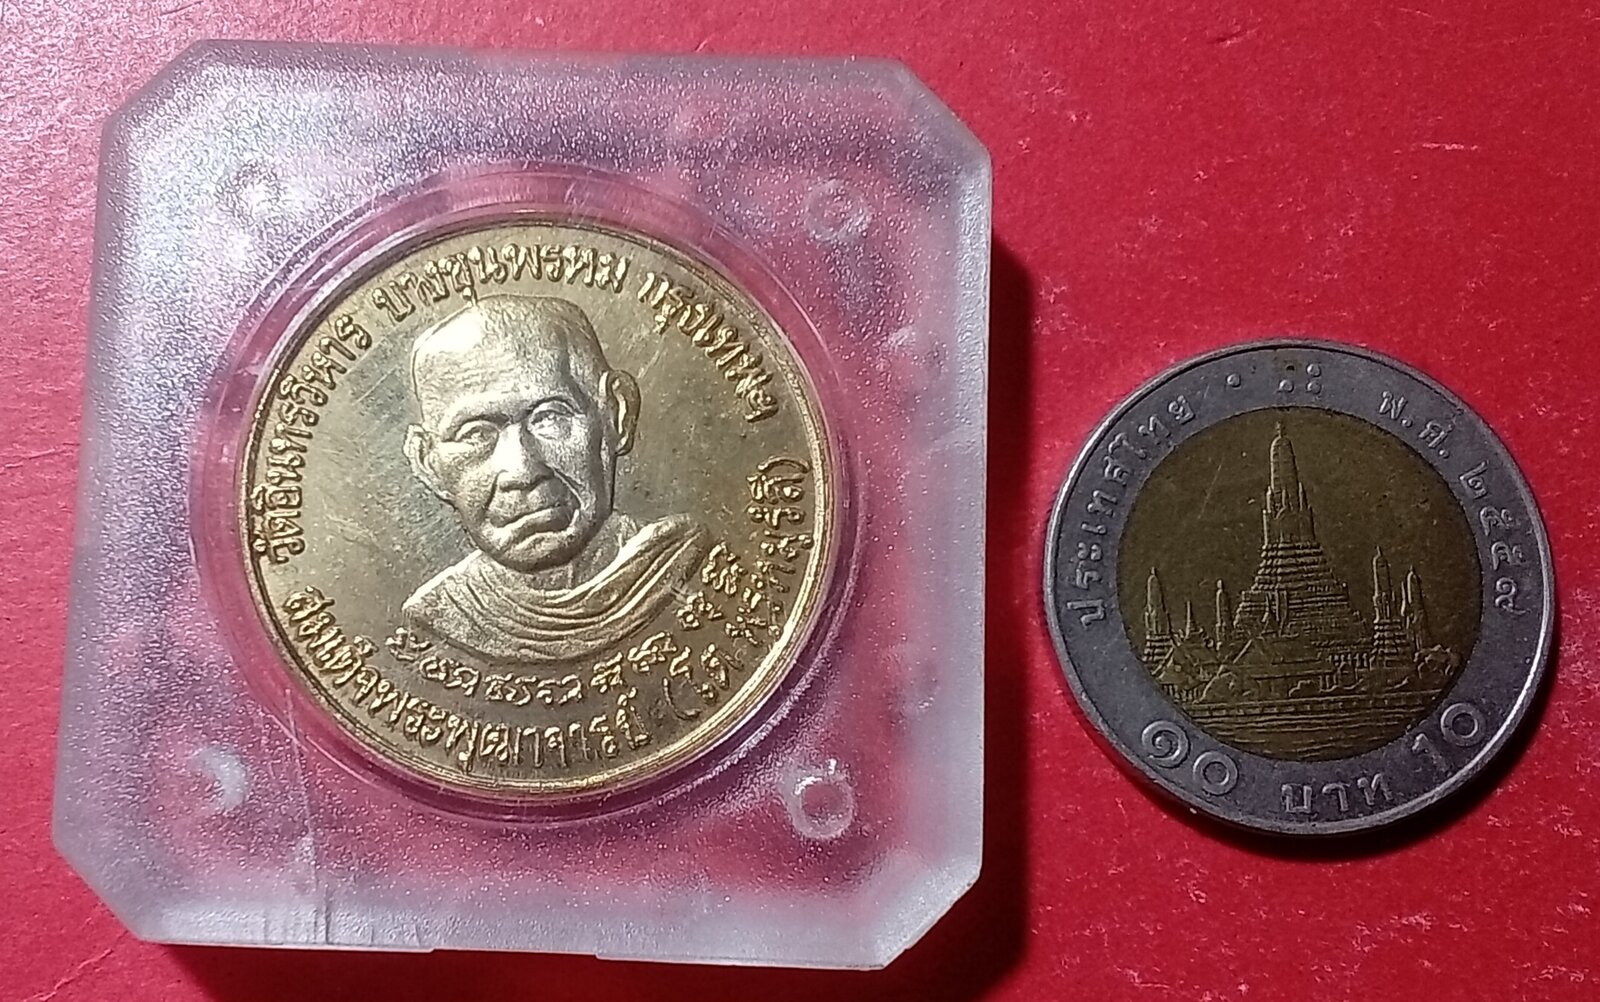 วัดอินทรวิหาร บางขุนพรหม กรุงเทพฯ
สมเด็จพระพุฒาจารย์ (โต พรหมรังสี)
ประเทศไทย
พ.ศ. ๒๕๕๑
๑๐ บาท 10